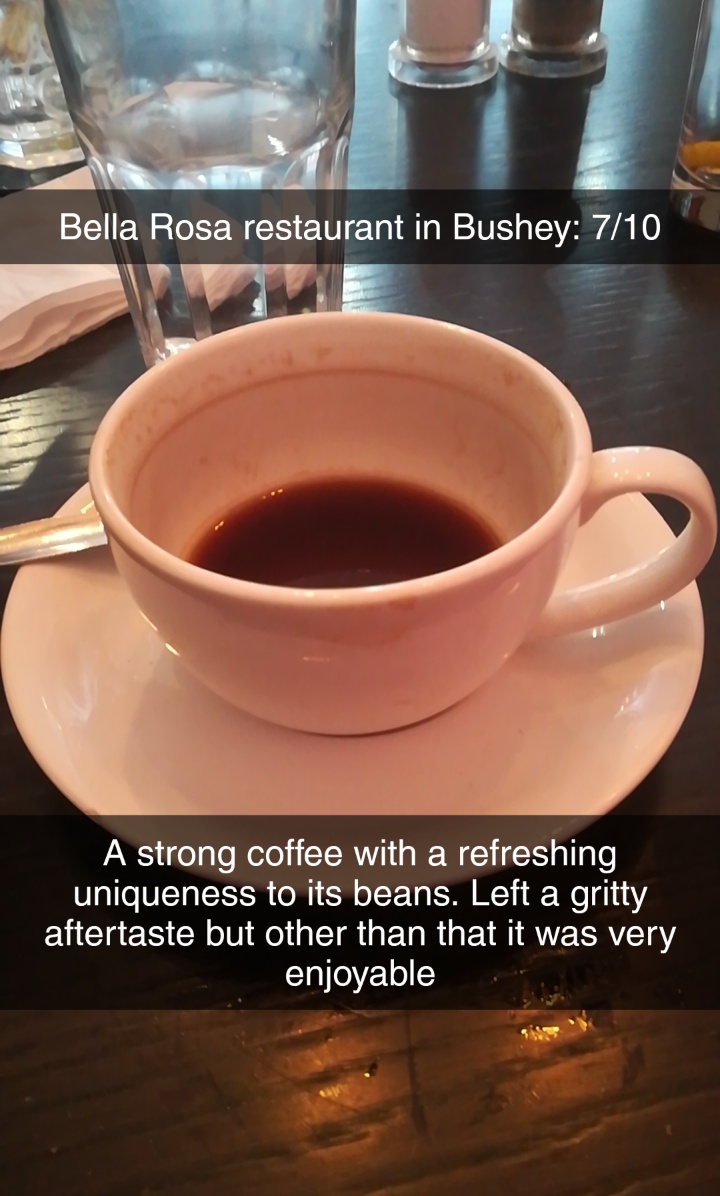 Bella Rosa restaurant in Bushey: 7/10
A strong coffee with a refreshing
uniqueness to its beans. Left a gritty
aftertaste but other than that it was very
enjoyable